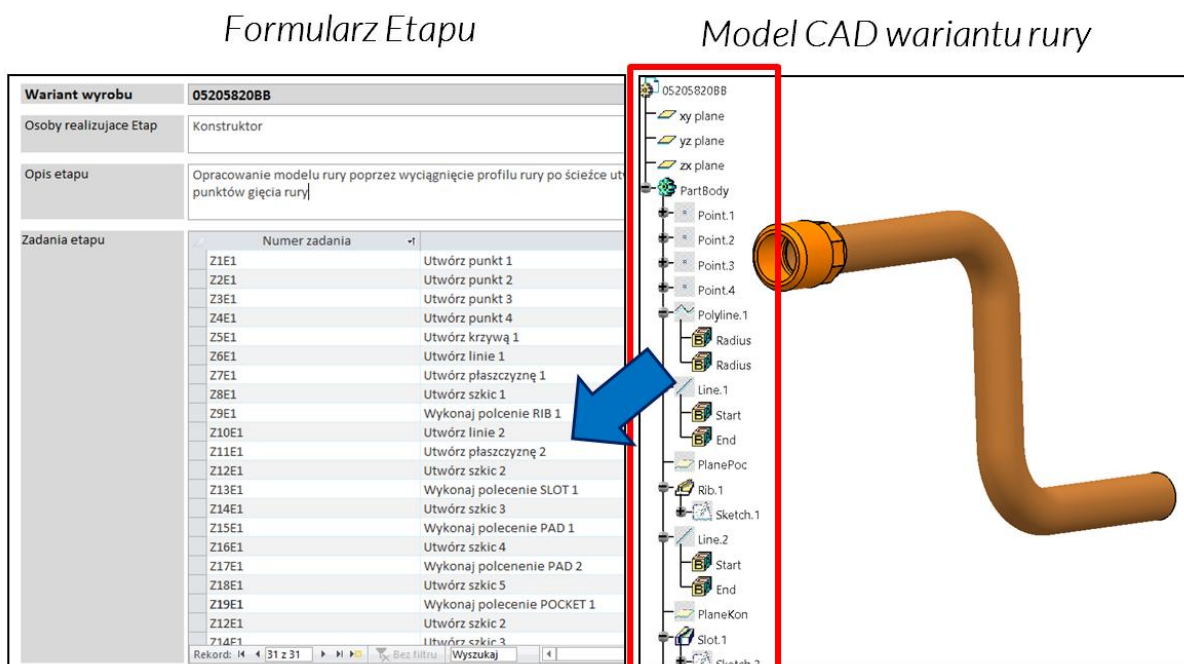 Formularz Etapu
Model CAD wariantu rury
Wariant wyrobu 05205820BB
Osoby realizujace Etap Konstruktor
Opis etapu Opracowanie modelu rury poprzez wyciągnięcie profilu rury po ścieżce
punktów gięcia rury
Zadania etapu
Numer zadania
Z1E1 Utwórz punkt 1
Z2E1 Utwórz punkt 2
Z3E1 Utwórz punkt 3
Z4E1 Utwórz punkt 4
Z5E1 Utwórz krzywą 1
Z6E1 Utwórz linie 1
Z7E1 Utwórz płaszczyznę 1
Z8E1 Utwórz szkic 1
Z9E1 Wykonaj polcenie RIB 1
Z10E1 Utwórz linie 2
Z11E1 Utwórz płaszczyznę 2
Z12E1 Utwórz szkic 2
Z13E1 Wykonaj polecenie SLOT 1
Z14E1 Utwórz szkic 3
Z15E1 Wykonaj polecenie PAD 1
Z16E1 Utwórz szkic 4
Z17E1 Wykonaj polcenenie PAD 2
Z18E1 Utwórz szkic 5
Z19E1 Wykonaj polecenie POCKET 1
Z12E1 Utwórz szkic 2
Z14E1 Utwórz szkic 3
Rekord: 31 z 31 Bez filtru Wyszukaj
05205820BB
xy plane
yz plane
zx plane
PartBody
Point.1
Point.2
Point.3
Point.4
Polyline.1
Radius
Radius
Line.1
Start
End
PlanePoc
Rib.1
Sketch.1
Line.2
Start
End
PlaneKon
Slot.1
Sketch.2